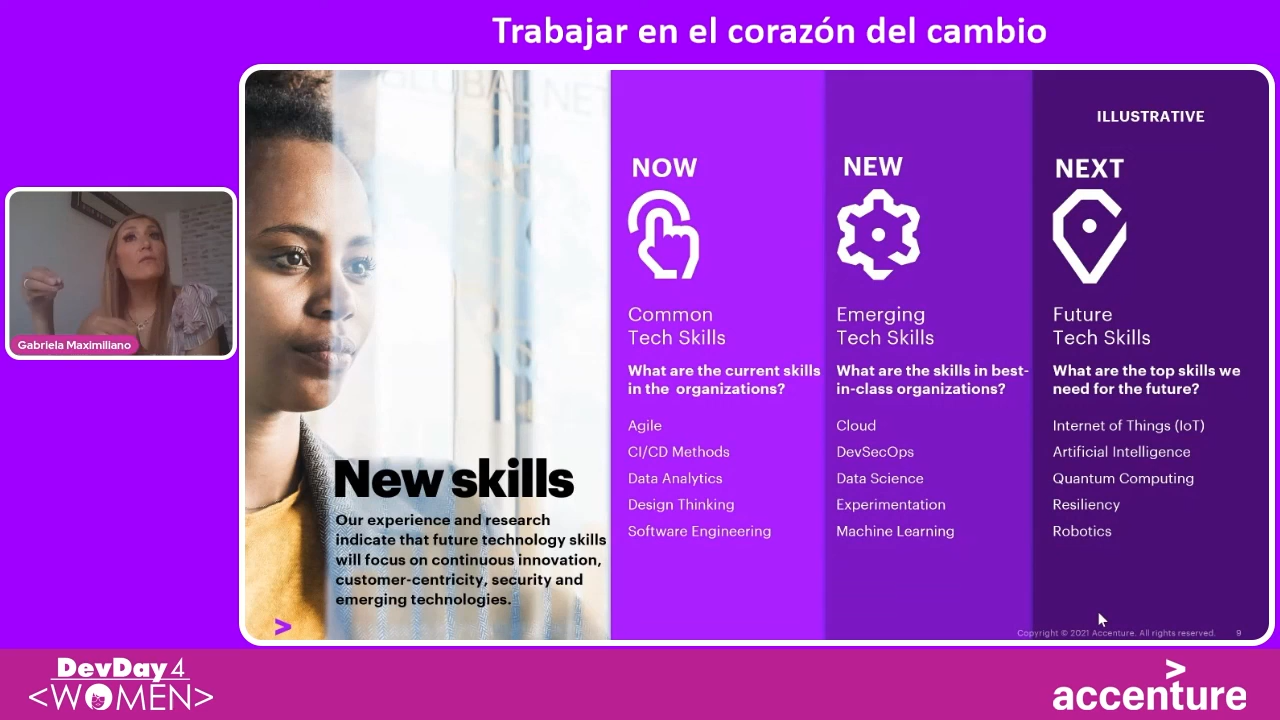 Trabajar en el corazón del cambio
Gabriela Maximiliano
GLOBAL NE
New skills
Our experience and research
indicate that future technology skills
will focus on continuous innovation,
customer-centricity, security and
emerging technologies.
>
NOW
Common
Tech Skills
What are the current skills
in the organizations?
Agile
CI/CD Methods
Data Analytics
Design Thinking
Software Engineering
NEW
Emerging
Tech Skills
What are the skills in best-
in-class organizations?
Cloud
DevSecOps
Data Science
Experimentation
Machine Learning
ILLUSTRATIVE
NEXT
Future
Tech Skills
What are the top skills we
need for the future?
Internet of Things (IoT)
Artificial Intelligence
Quantum Computing
Resiliency
Robotics
Copyright © 2021 Accenture. All rights reserved. 9
DevDay 4
<WOMEN>
accenture